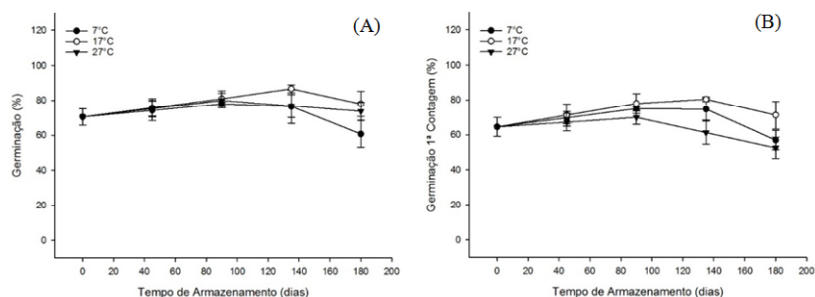 (A)
7°C
17°C
27°C
Germinação (%)
120
100
80
60
40
20
0
0 20 40 60 80 100 120 140 160 180 200
Tempo de Armazenamento (dias)
(B)
7°C
17°C
27°C
Germinação 1ª Contagem (%)
120
100
80
60
40
20
0
0 20 40 60 80 100 120 140 160 180 200
Tempo de Armazenamento (dias)